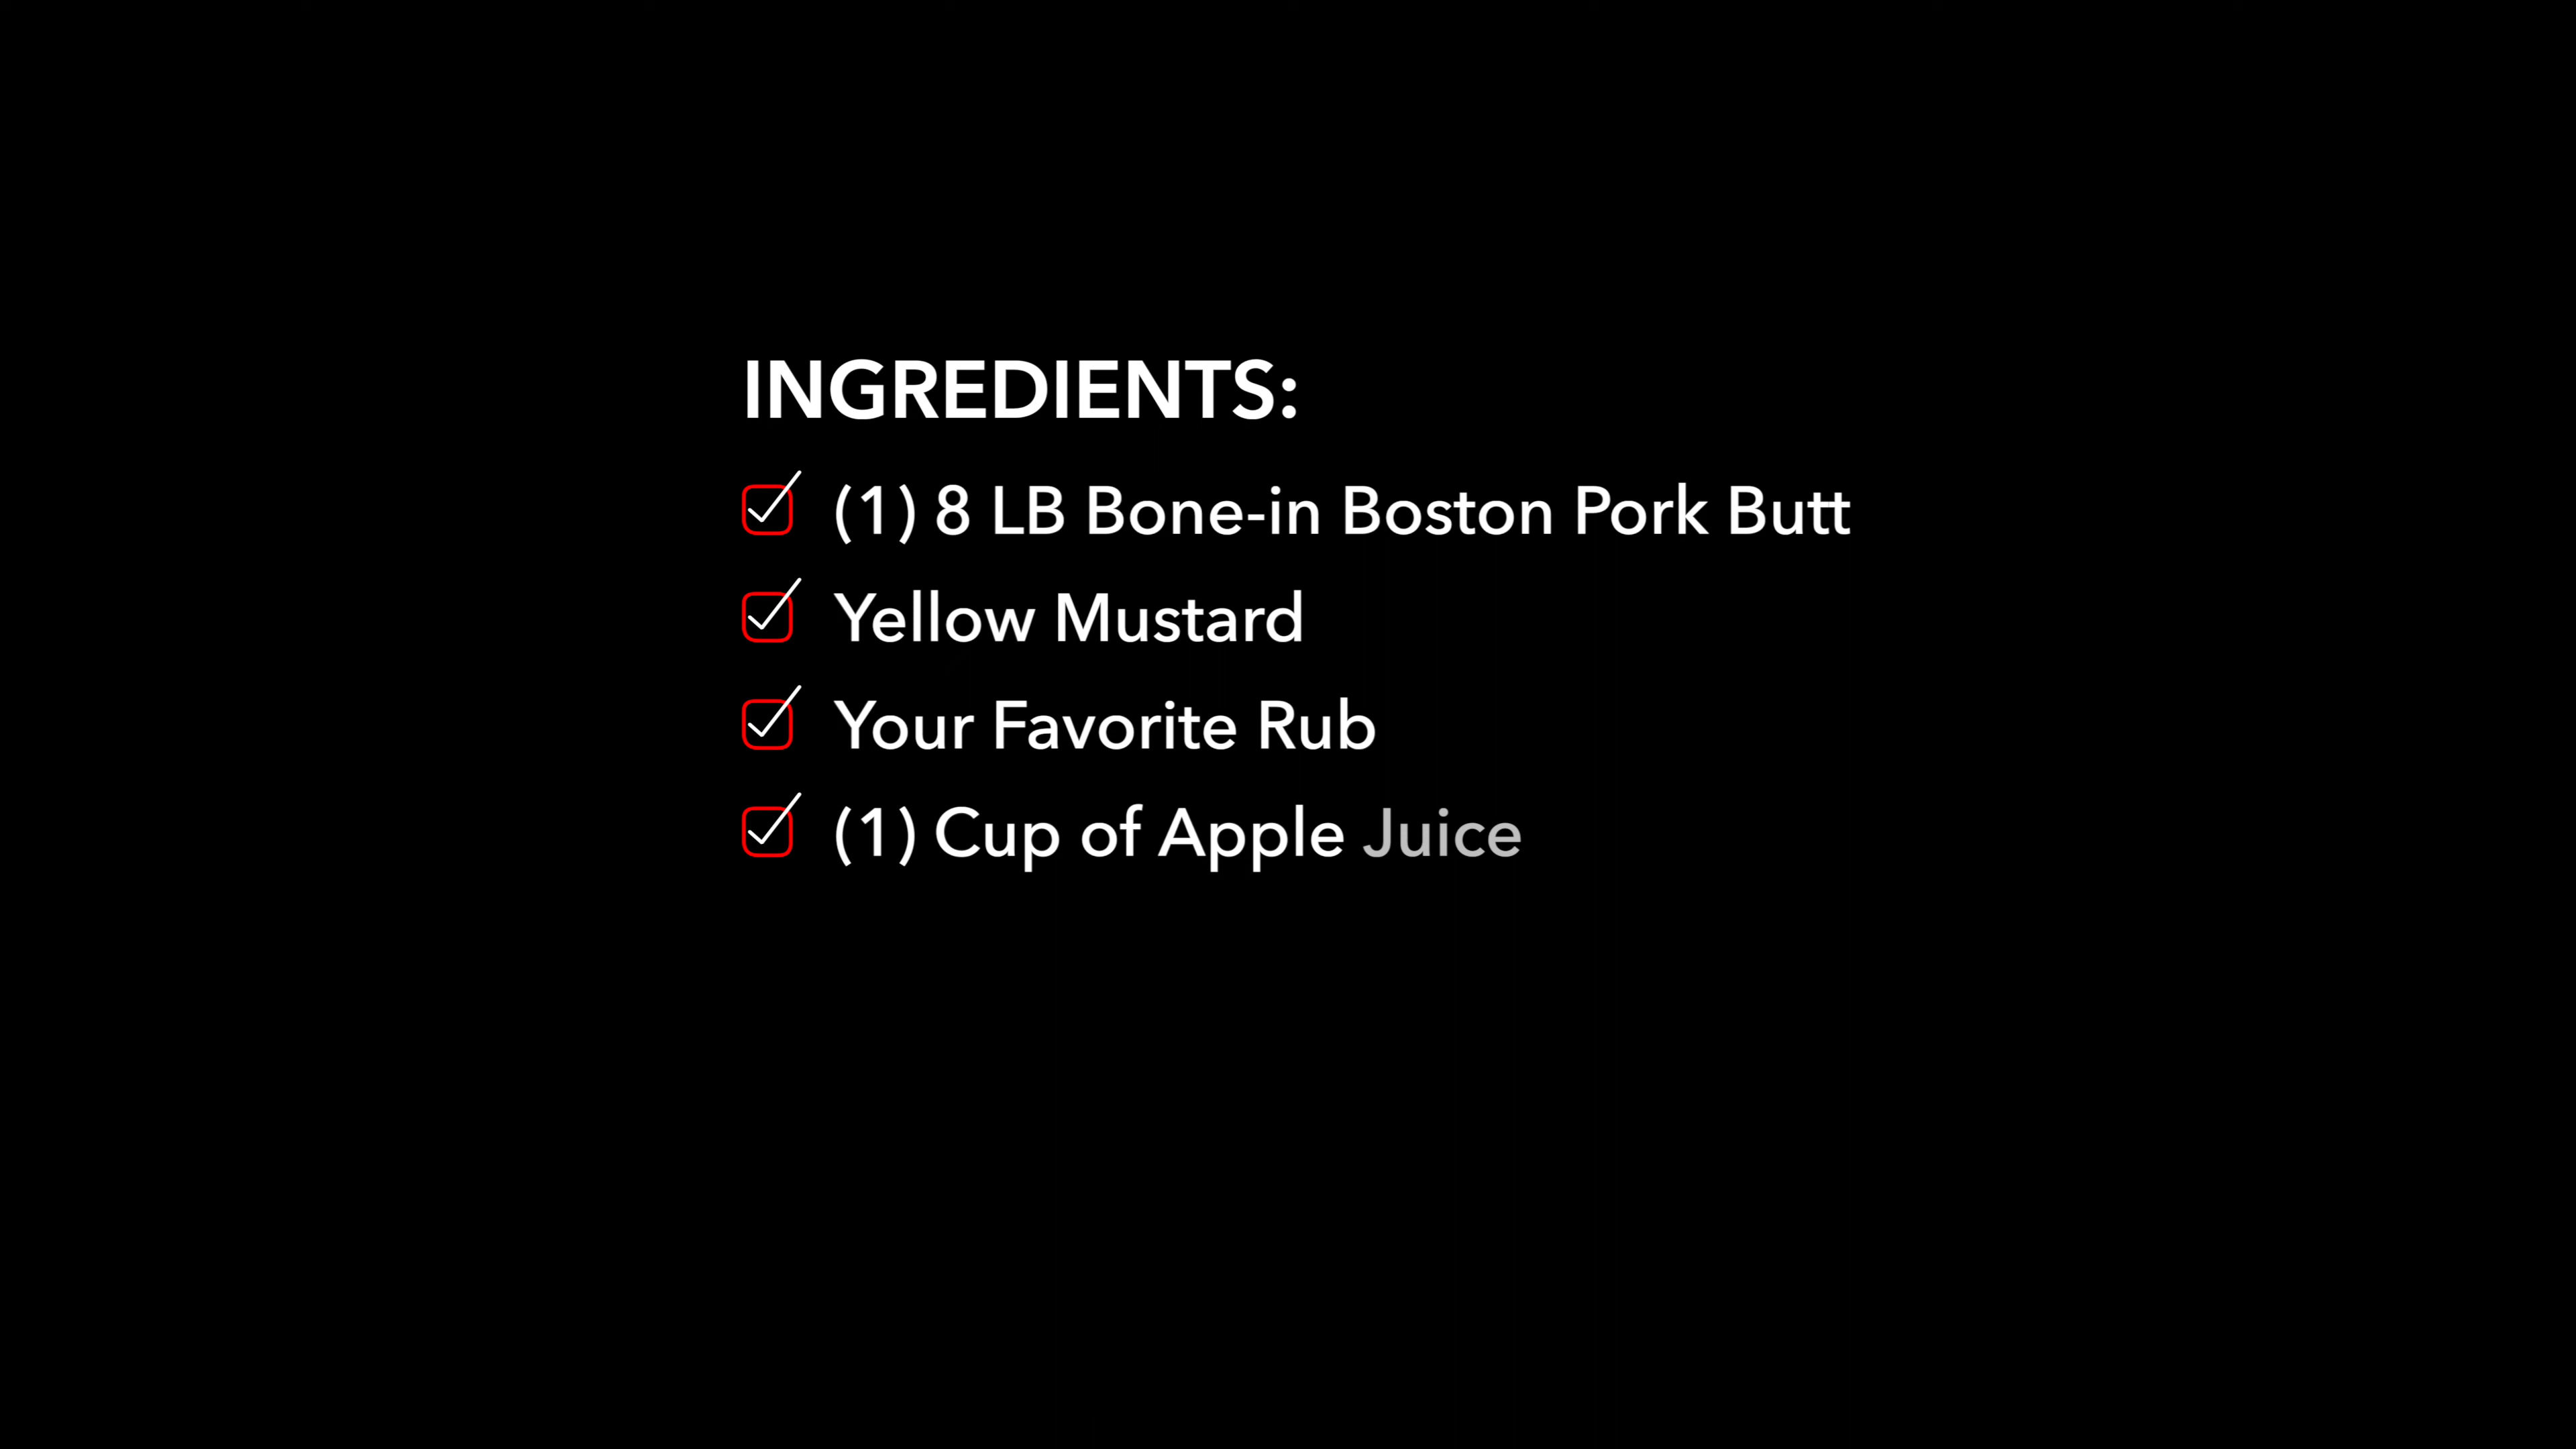 INGREDIENTS:
(1) 8 LB Bone-in Boston Pork Butt
Yellow Mustard
Your Favorite Rub
(1) Cup of Apple Juice